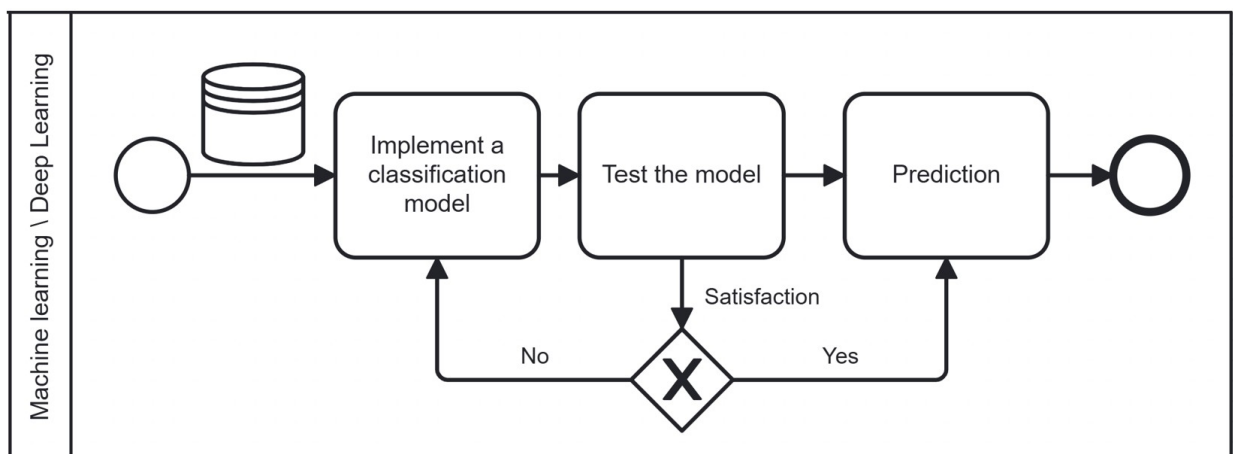 Machine learning \ Deep Learning
Implement a
classification
model
Test the model
Prediction
Satisfaction
No
Yes
X